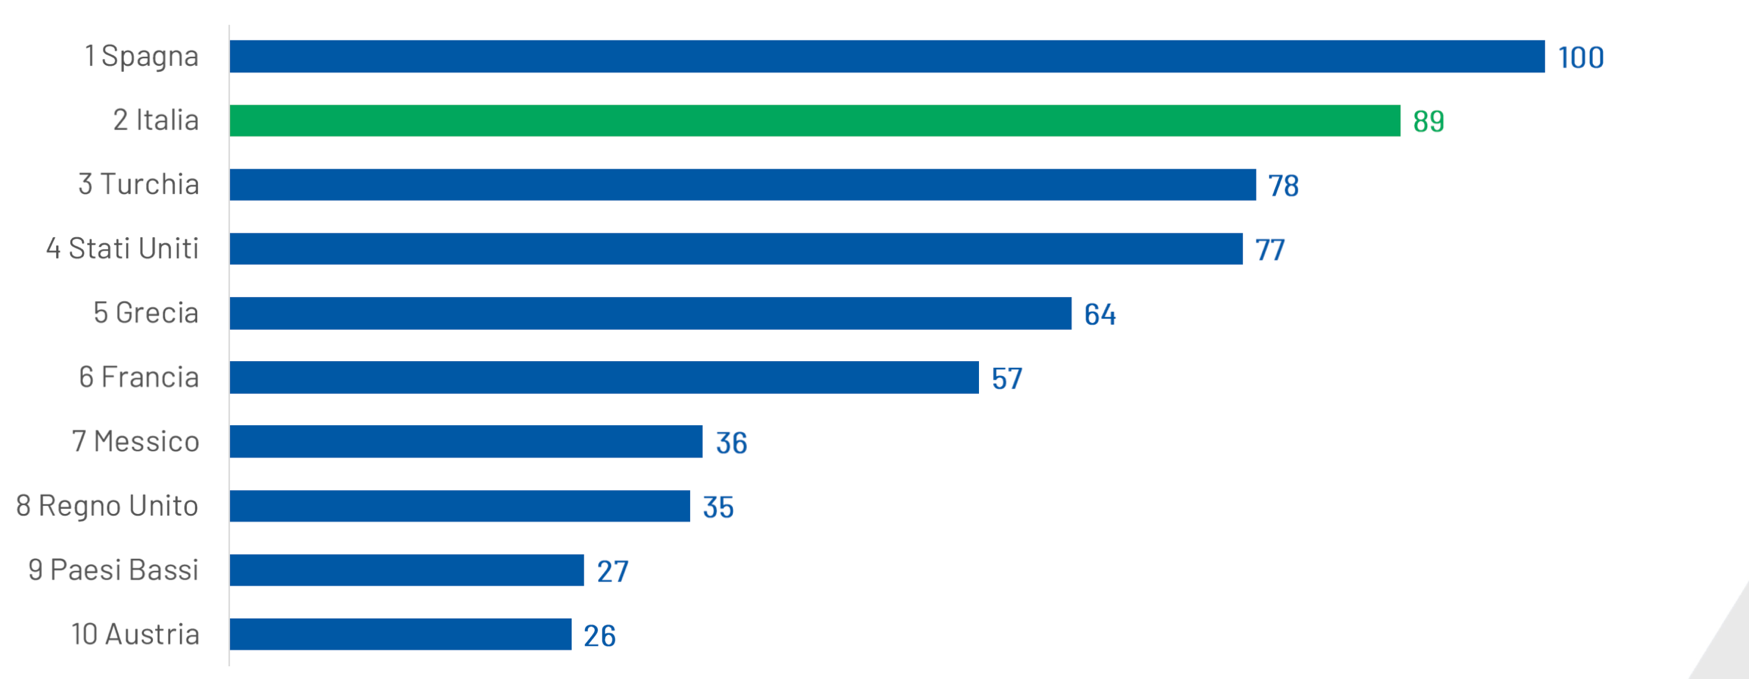 1 Spagna 100
2 Italia 89
3 Turchia 78
4 Stati Uniti 77
5 Grecia 64
6 Francia 57
7 Messico 36
8 Regno Unito 35
9 Paesi Bassi 27
10 Austria 26